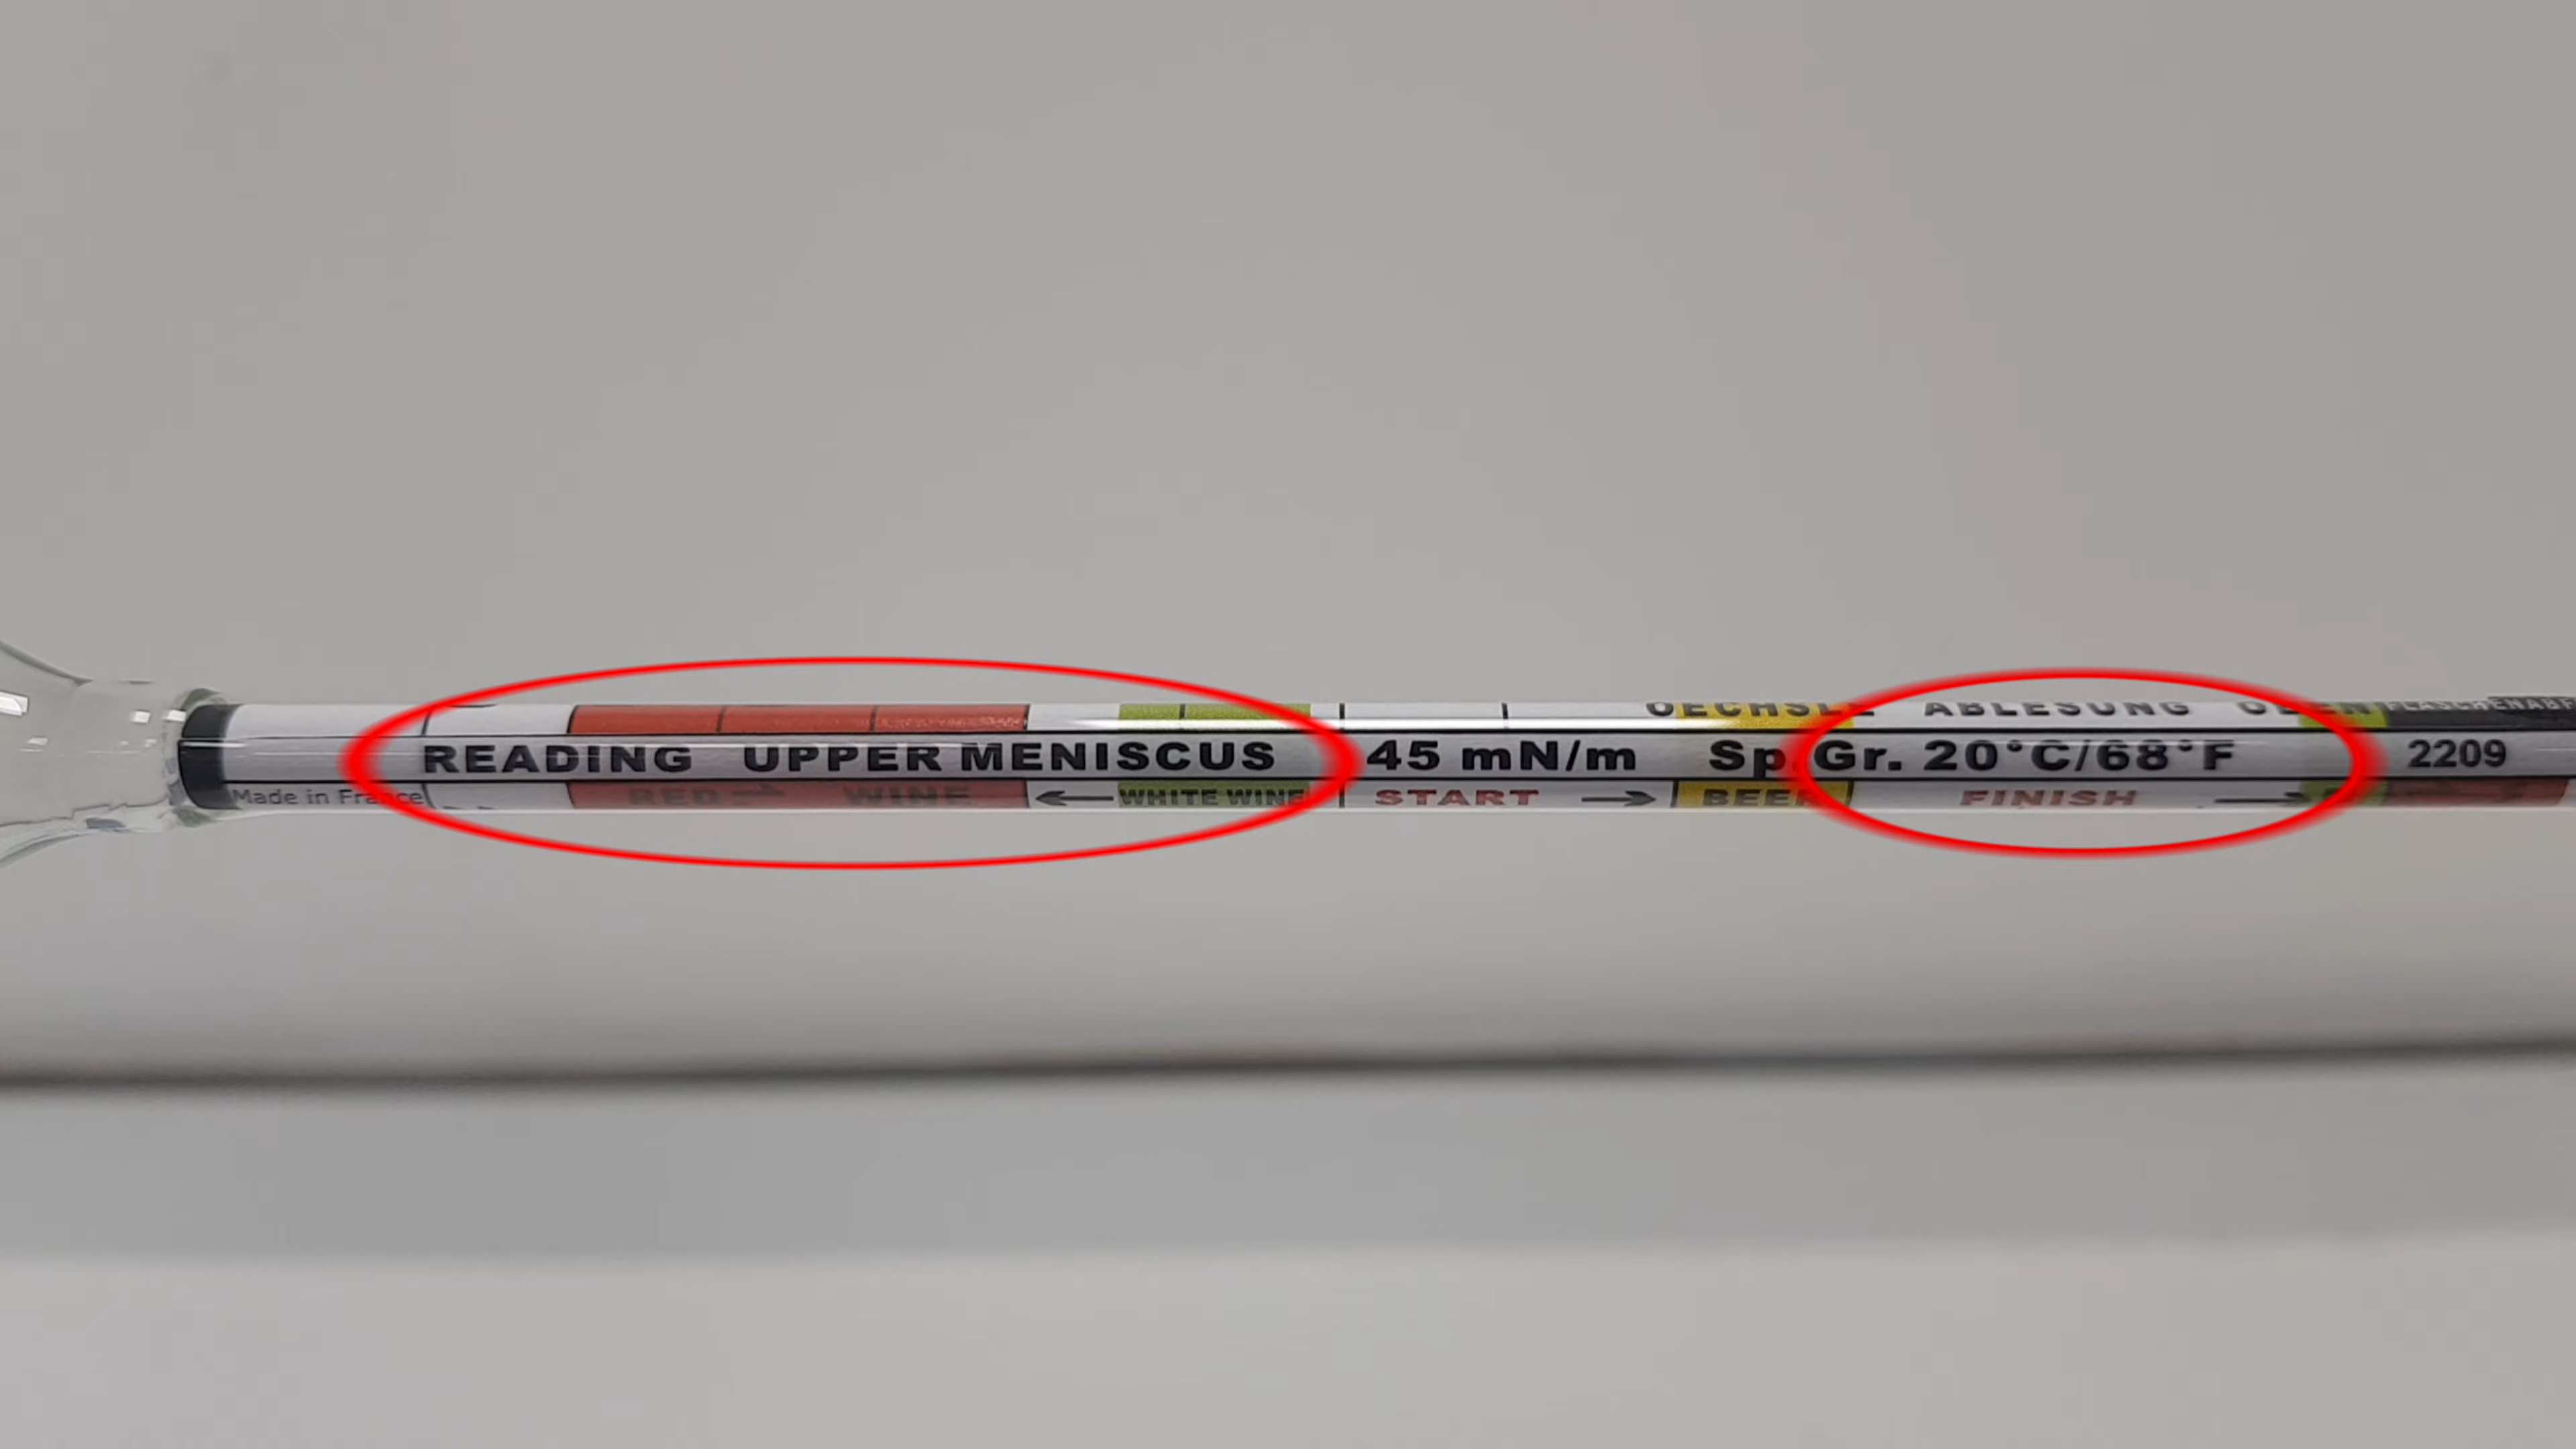 OECHSLE ABLESUNG OBEN
READING UPPER MENISCUS 45 mN/m Sp. Gr. 20°C/68°F 2209
Made in France RED WINE WHITE WINE START BEER FINISH